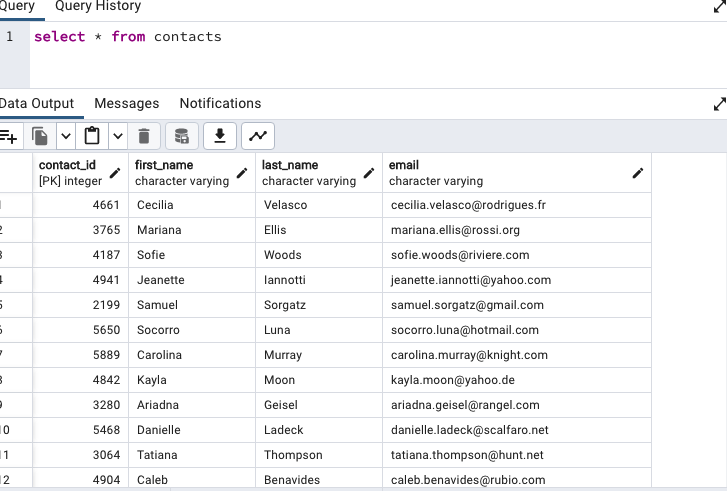 Query Query History
1 select * from contacts
Data Output Messages Notifications
contact_id first_name last_name email
[PK] integer character varying character varying character varying
1 4661 Cecilia Velasco cecilia.velasco@rodrigues.fr
2 3765 Mariana Ellis mariana.ellis@rossi.org
3 4187 Sofie Woods sofie.woods@riviere.com
4 4941 Jeanette Iannotti jeanette.iannotti@yahoo.com
5 2199 Samuel Sorgatz samuel.sorgatz@gmail.com
6 5650 Socorro Luna socorro.luna@hotmail.com
7 5889 Carolina Murray carolina.murray@knight.com
8 4842 Kayla Moon kayla.moon@yahoo.de
9 3280 Ariadna Geisel ariadna.geisel@rangel.com
10 5468 Danielle Ladeck danielle.ladeck@scalfaro.net
11 3064 Tatiana Thompson tatiana.thompson@hunt.net
12 4904 Caleb Benavides caleb.benavides@rubio.com